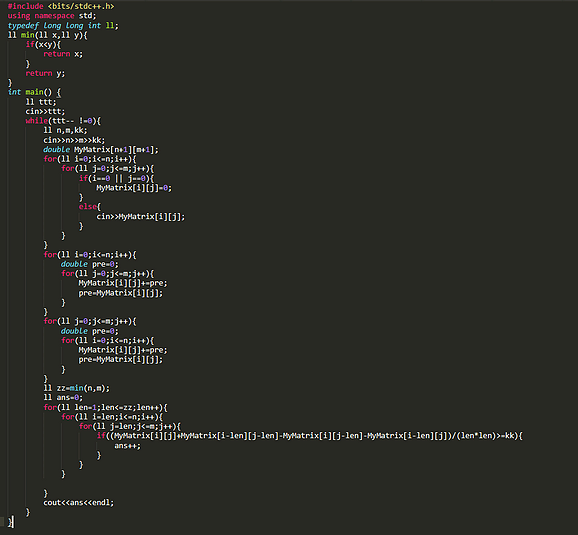 #include <bits/stdc++.h>
using namespace std;
typedef long long int ll;
ll min(ll x,ll y){
    if(x<y){
        return x;
    }
    return y;
}
int main() {
    ll ttt;
    cin>>ttt;
    while(ttt-- !=0){
        ll n,m,kk;
        cin>>n>>m>>kk;
        double MyMatrix[n+1][m+1];
        for(ll i=0;i<=n;i++){
            for(ll j=0;j<=m;j++){
                if(i==0 || j==0){
                    MyMatrix[i][j]=0;
                }
                else{
                    cin>>MyMatrix[i][j];
                }
            }
        }
        for(ll i=0;i<=n;i++){
            double pre=0;
            for(ll j=0;j<=m;j++){
                MyMatrix[i][j]+=pre;
                pre=MyMatrix[i][j];
            }
        }
        for(ll j=0;j<=m;j++){
            double pre=0;
            for(ll i=0;i<=n;i++){
                MyMatrix[i][j]+=pre;
                pre=MyMatrix[i][j];
            }
        }
        ll zz=min(n,m);
        ll ans=0;
        for(ll len=1;len<=zz;len++){
            for(ll i=len;i<=n;i++){
                for(ll j=len;j<=m;j++){
                    if((MyMatrix[i][j]+MyMatrix[i-len][j-len]-MyMatrix[i][j-len]-MyMatrix[i-len][j])/(len*len)>=kk){
                        ans++;
                    }
                }
            }

        }
        cout<<ans<<endl;
    }
}